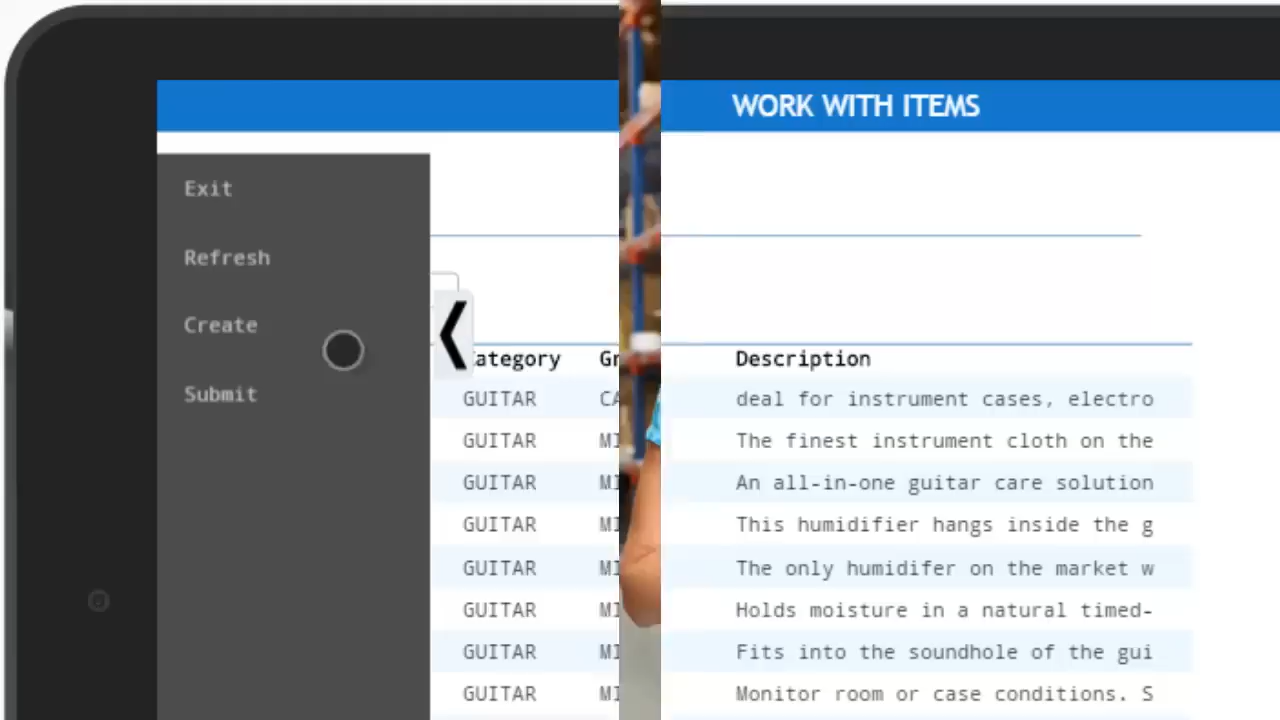 WORK WITH ITEMS
Exit
Refresh
Create
Submit
Description
GUITAR deal for instrument cases, electro
GUITAR The finest instrument cloth on the
GUITAR An all-in-one guitar care solution
GUITAR This humidifier hangs inside the g
GUITAR The only humidifer on the market w
GUITAR Holds moisture in a natural timed-
GUITAR Fits into the soundhole of the gui
GUITAR Monitor room or case conditions. S